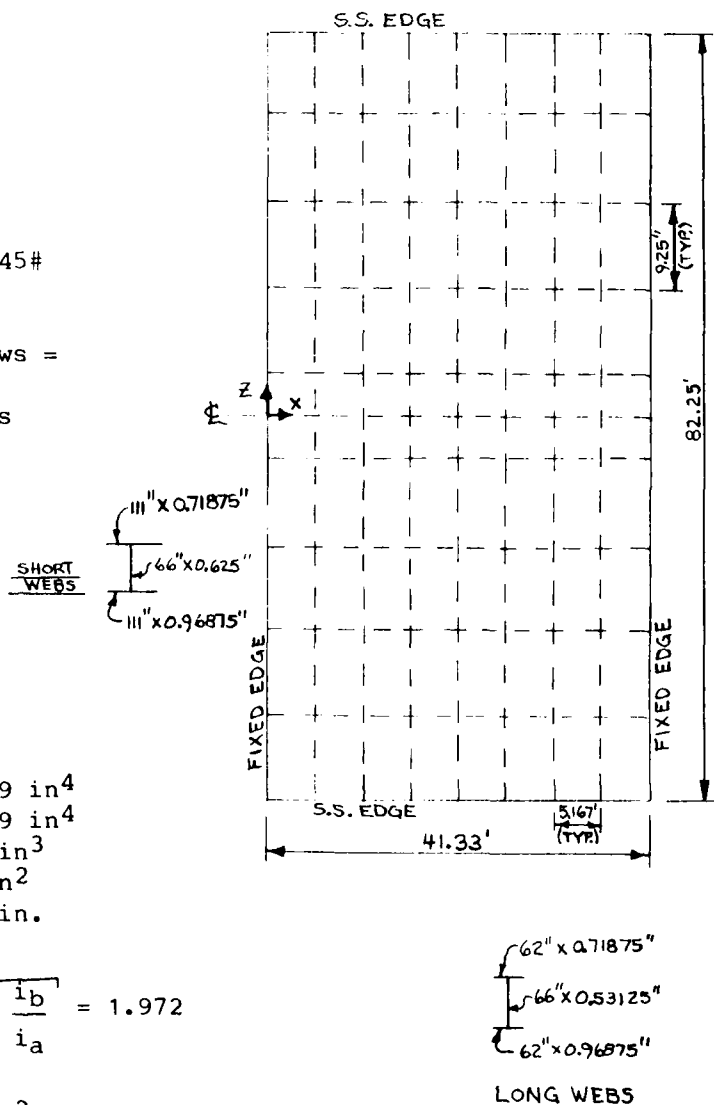 S.S. EDGE
45#
ws =
s
9.25"
(TYP.)
Z
X
℄
82.25'
111" X 0.71875"
SHORT
WEBS
66" X 0.625"
111" X 0.96875"
FIXED EDGE
FIXED EDGE
9 in4
9 in4
in3
n2
in.
S.S. EDGE
5.167'
(TYP.)
41.33'
ib
ia
= 1.972
62" X 0.71875"
66" X 0.53125"
62" X 0.96875"
LONG WEBS